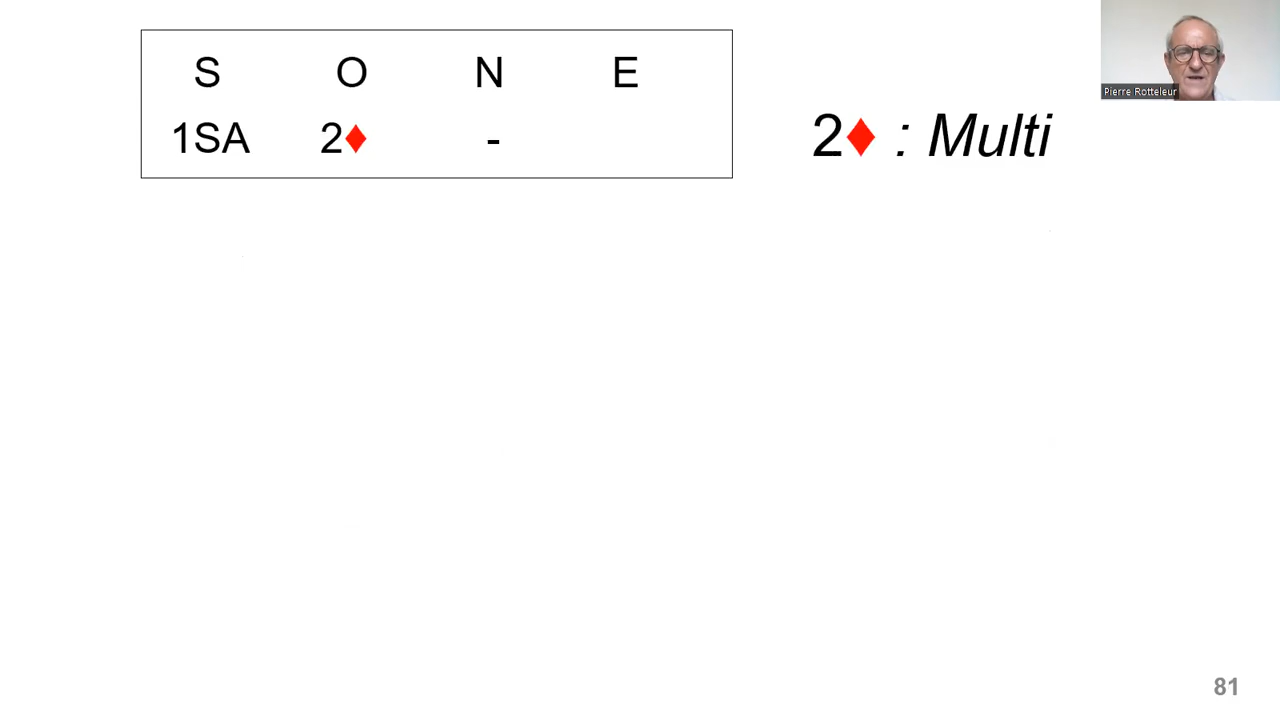 S O N E
1SA 2♦ -
2♦ : Multi
Pierre Rotteleur
81